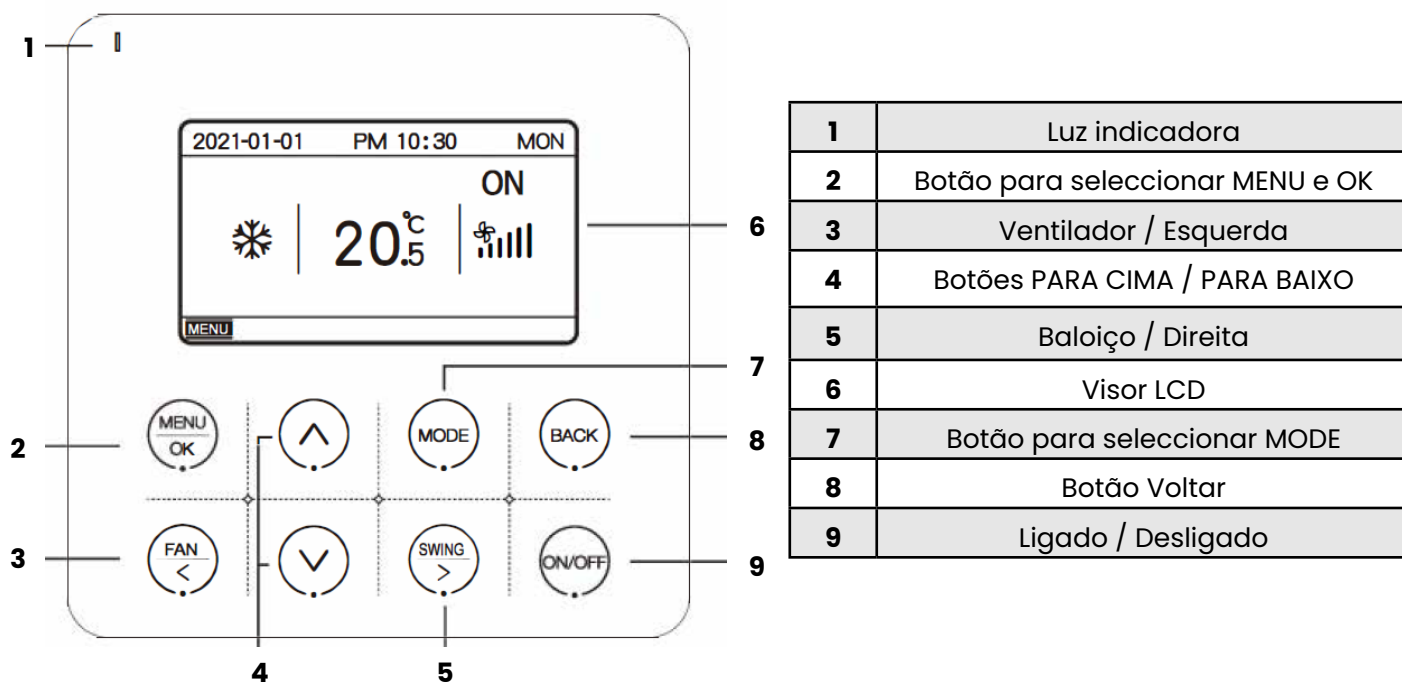 1
2021-01-01 PM 10:30 MON
ON
20.5°C
6
MENU
7
2
MENU
OK
MODE
BACK
8
3
FAN
<
SWING
>
ON/OFF
9
4
5
1 Luz indicadora
2 Botão para seleccionar MENU e OK
3 Ventilador / Esquerda
4 Botões PARA CIMA / PARA BAIXO
5 Baloiço / Direita
6 Visor LCD
7 Botão para seleccionar MODE
8 Botão Voltar
9 Ligado / Desligado